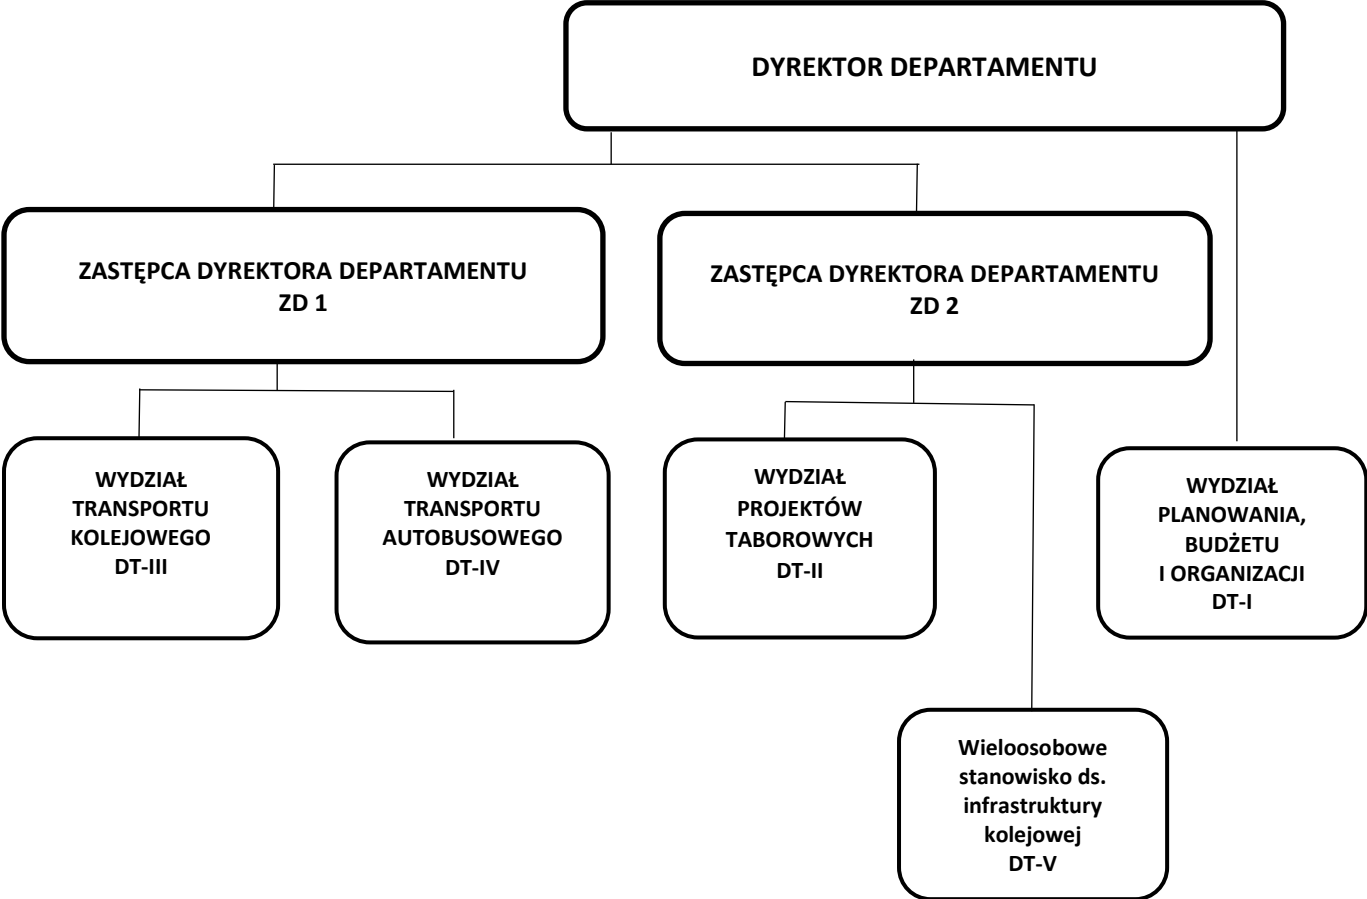 DYREKTOR DEPARTAMENTU
ZASTĘPCA DYREKTORA DEPARTAMENTU
ZD 1
ZASTĘPCA DYREKTORA DEPARTAMENTU
ZD 2
WYDZIAŁ
TRANSPORTU
KOLEJOWEGO
DT-III
WYDZIAŁ
TRANSPORTU
AUTOBUSOWEGO
DT-IV
WYDZIAŁ
PROJEKTÓW
TABOROWYCH
DT-II
WYDZIAŁ
PLANOWANIA,
BUDŻETU
I ORGANIZACJI
DT-I
Wieloosobowe
stanowisko ds.
infrastruktury
kolejowej
DT-V